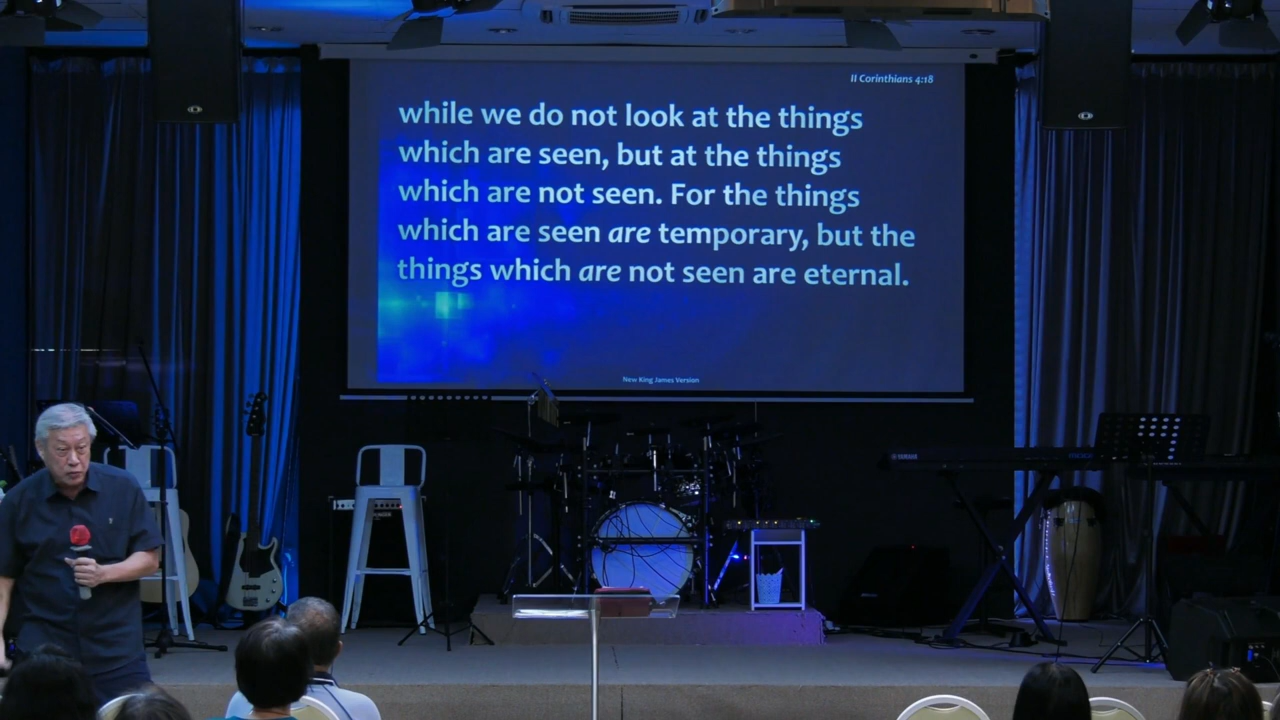 II Corinthians 4:18
while we do not look at the things
which are seen, but at the things
which are not seen. For the things
which are seen are temporary, but the
things which are not seen are eternal.
New King James Version
YAMAHA